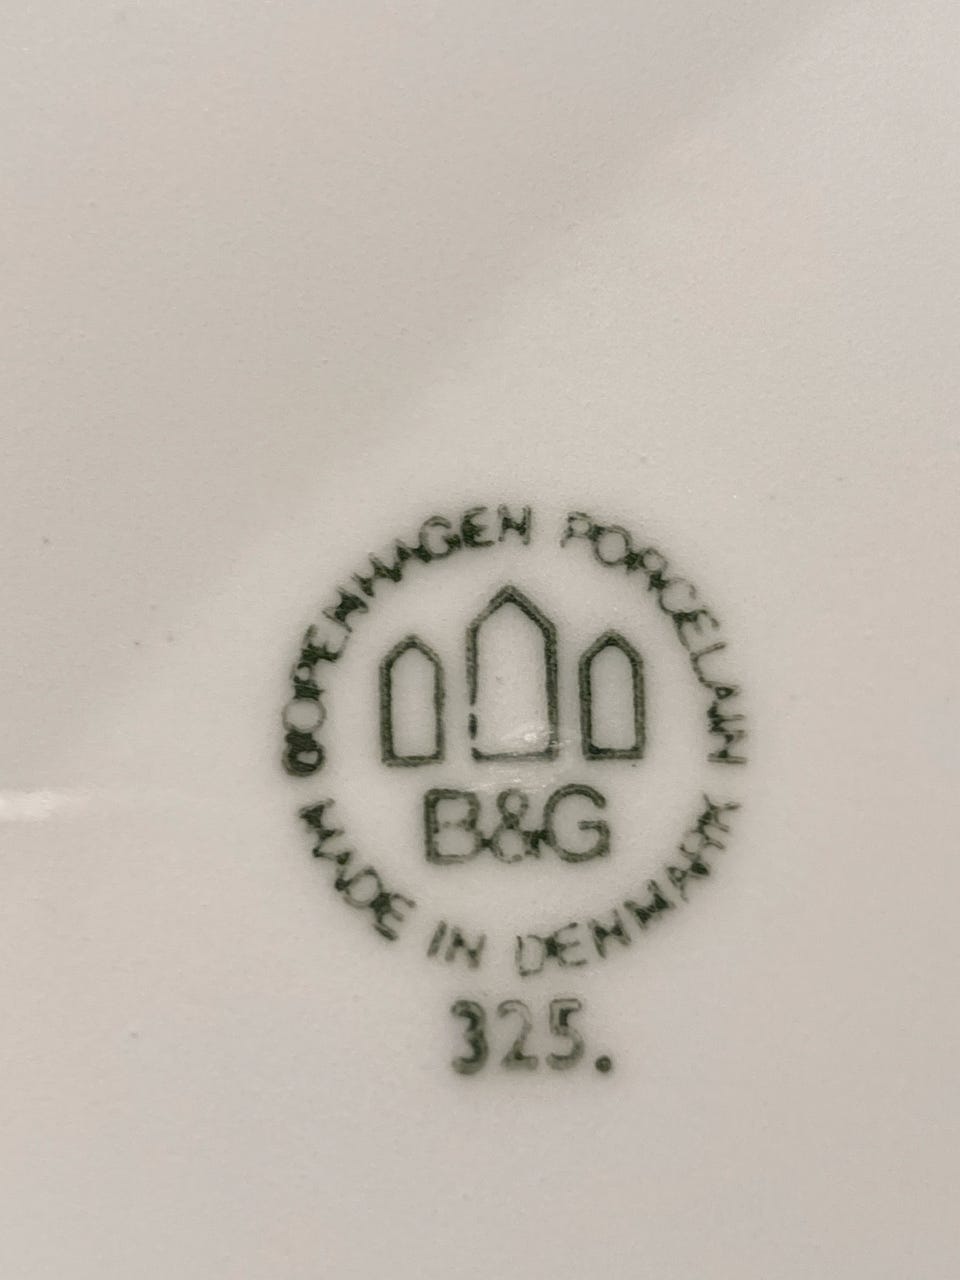 COPENHAGEN PORCELAIN
B&G
MADE IN DENMARK
325.